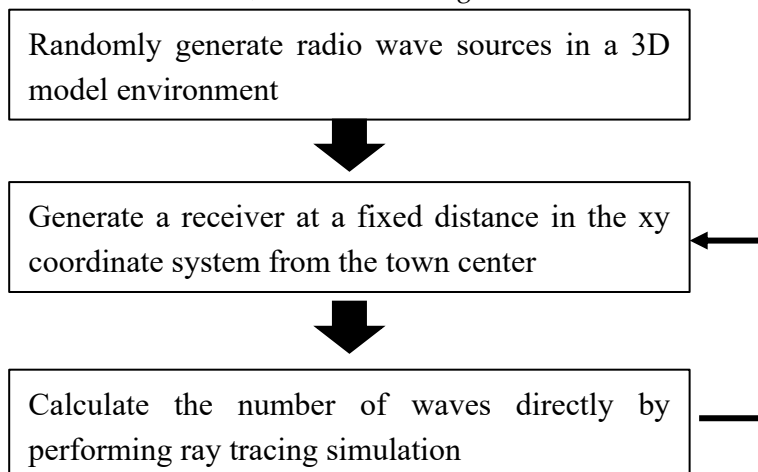 Randomly generate radio wave sources in a 3D
model environment
Generate a receiver at a fixed distance in the xy
coordinate system from the town center
Calculate the number of waves directly by
performing ray tracing simulation